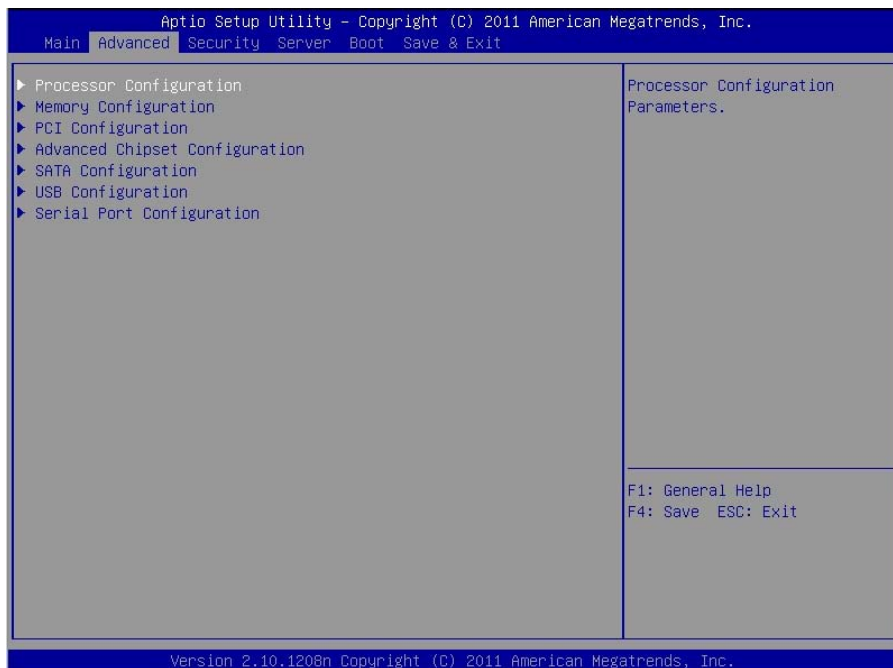 Aptio Setup Utility – Copyright (C) 2011 American Megatrends, Inc.
Main Advanced Security Server Boot Save & Exit
Processor Configuration
Memory Configuration
PCI Configuration
Advanced Chipset Configuration
SATA Configuration
USB Configuration
Serial Port Configuration
Processor Configuration
Parameters.
F1: General Help
F4: Save ESC: Exit
Version 2.10.1208n Copyright (C) 2011 American Megatrends, Inc.